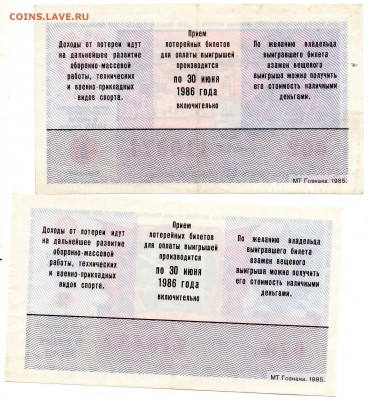 COINS.ЛАVE.RU
Доходы от лотереи идут
на дальнейшее развитие
оборонно-массовой
работы, технических
и военно-прикладных
видов спорта.
Прием
лотерейных билетов
для оплаты выигрышей
производится
по 30 июня
1986 года
включительно
По желанию владельца
выигравшего билета
взамен вещевого
выигрыша можно получить
его стоимость наличными
деньгами.
МТ Гознака. 1985.
Доходы от лотереи идут
на дальнейшее развитие
оборонно-массовой
работы, технических
и военно-прикладных
видов спорта.
Прием
лотерейных билетов
для оплаты выигрышей
производится
по 30 июня
1986 года
включительно
По желанию владельца
выигравшего билета
взамен вещевого
выигрыша можно получить
его стоимость наличными
деньгами.
МТ Гознака. 1985.